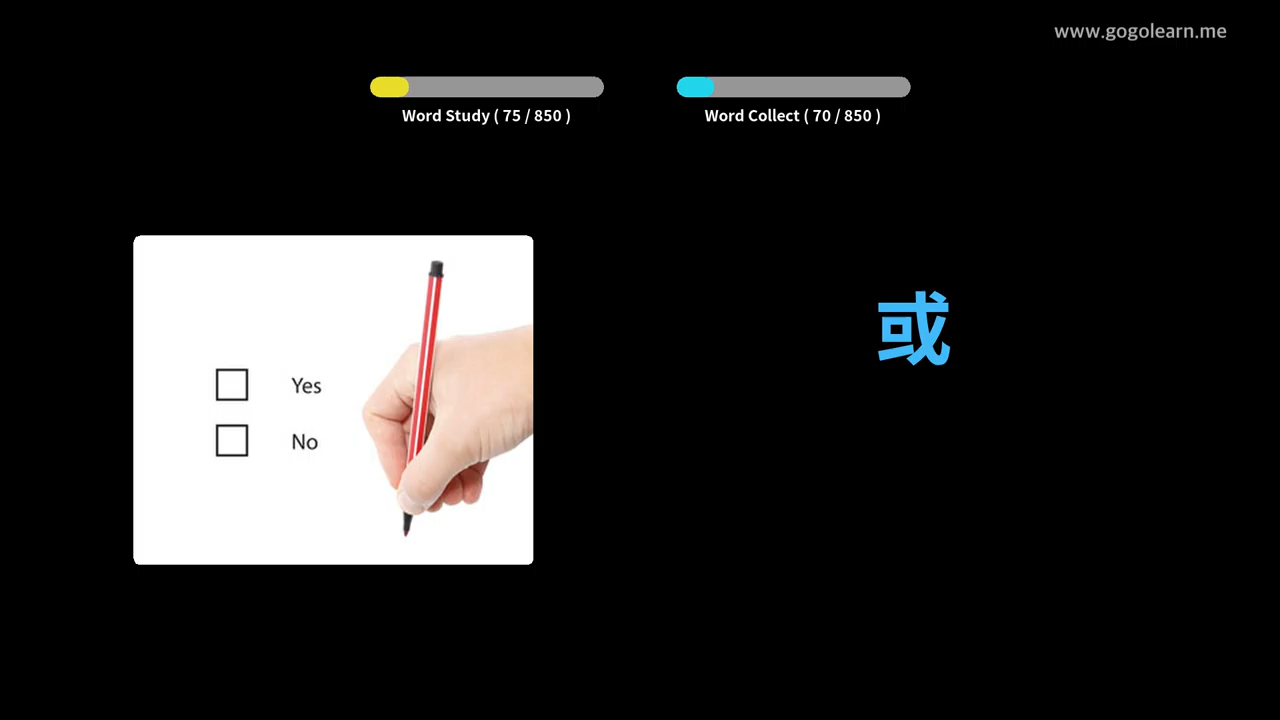 www.gogolearn.me
Word Study ( 75 / 850 )
Word Collect ( 70 / 850 )
或
Yes
No